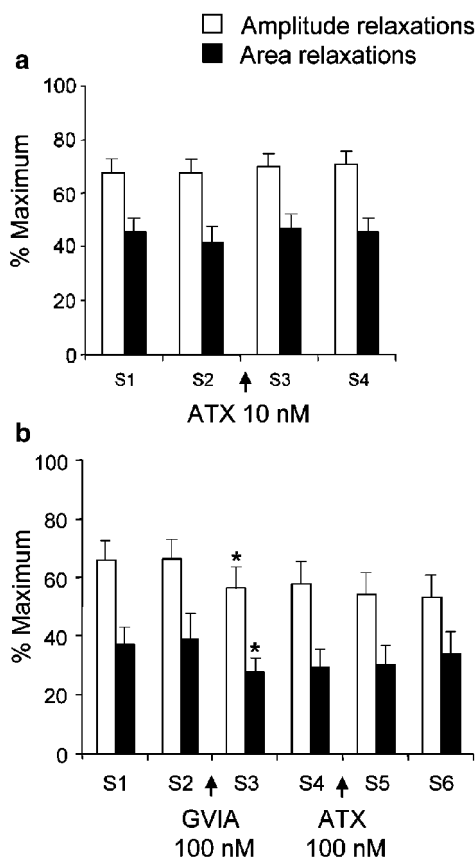 Amplitude relaxations
Area relaxations
a
% Maximum
100
80
60
40
20
0
S1 S2 S3 S4
ATX 10 nM
b
% Maximum
100
80
60
40
20
0
*
*
S1 S2 S3 S4 S5 S6
GVIA ATX
100 nM 100 nM